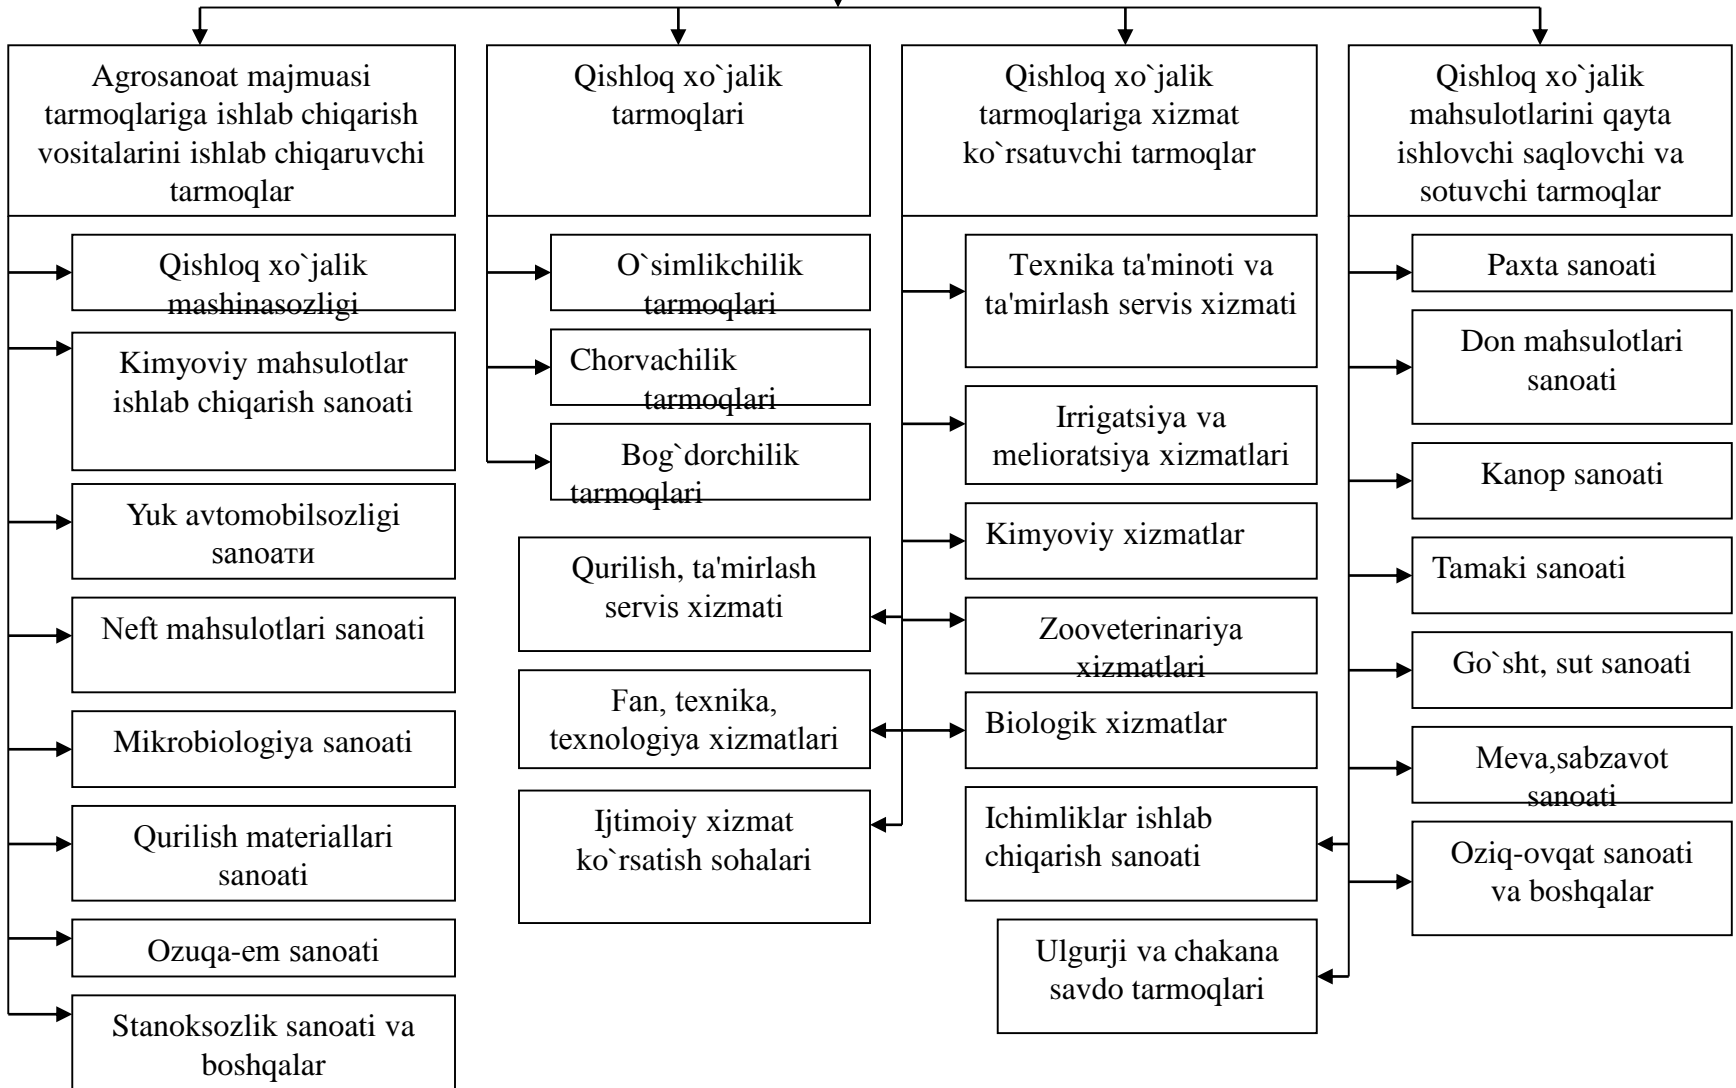 Agrosanoat majmuasi
tarmoqlariga ishlab chiqarish
vositalarini ishlab chiqaruvchi
tarmoqlar
Qishloq xo`jalik
mashinasozligi
Kimyoviy mahsulotlar
ishlab chiqarish sanoati
Yuk avtomobilsozligi
sanoати
Neft mahsulotlari sanoati
Mikrobiologiya sanoati
Qurilish materiallari
sanoati
Ozuqa-em sanoati
Stanoksozlik sanoati va
boshqalar
Qishloq xo`jalik
tarmoqlari
O`simlikchilik
tarmoqlari
Chorvachilik
tarmoqlari
Bog`dorchilik
tarmoqlari
Qishloq xo`jalik
tarmoqlariga xizmat
ko`rsatuvchi tarmoqlar
Texnika ta'minoti va
ta'mirlash servis xizmati
Irrigatsiya va
melioratsiya xizmatlari
Kimyoviy xizmatlar
Zooveterinariya
xizmatlari
Biologik xizmatlar
Qurilish, ta'mirlash
servis xizmati
Fan, texnika,
texnologiya xizmatlari
Ijtimoiy xizmat
ko`rsatish sohalari
Qishloq xo`jalik
mahsulotlarini qayta
ishlovchi saqlovchi va
sotuvchi tarmoqlar
Paxta sanoati
Don mahsulotlari
sanoati
Kanop sanoati
Tamaki sanoati
Go`sht, sut sanoati
Meva,sabzavot
sanoati
Oziq-ovqat sanoati
va boshqalar
Ichimliklar ishlab
chiqarish sanoati
Ulgurji va chakana
savdo tarmoqlari